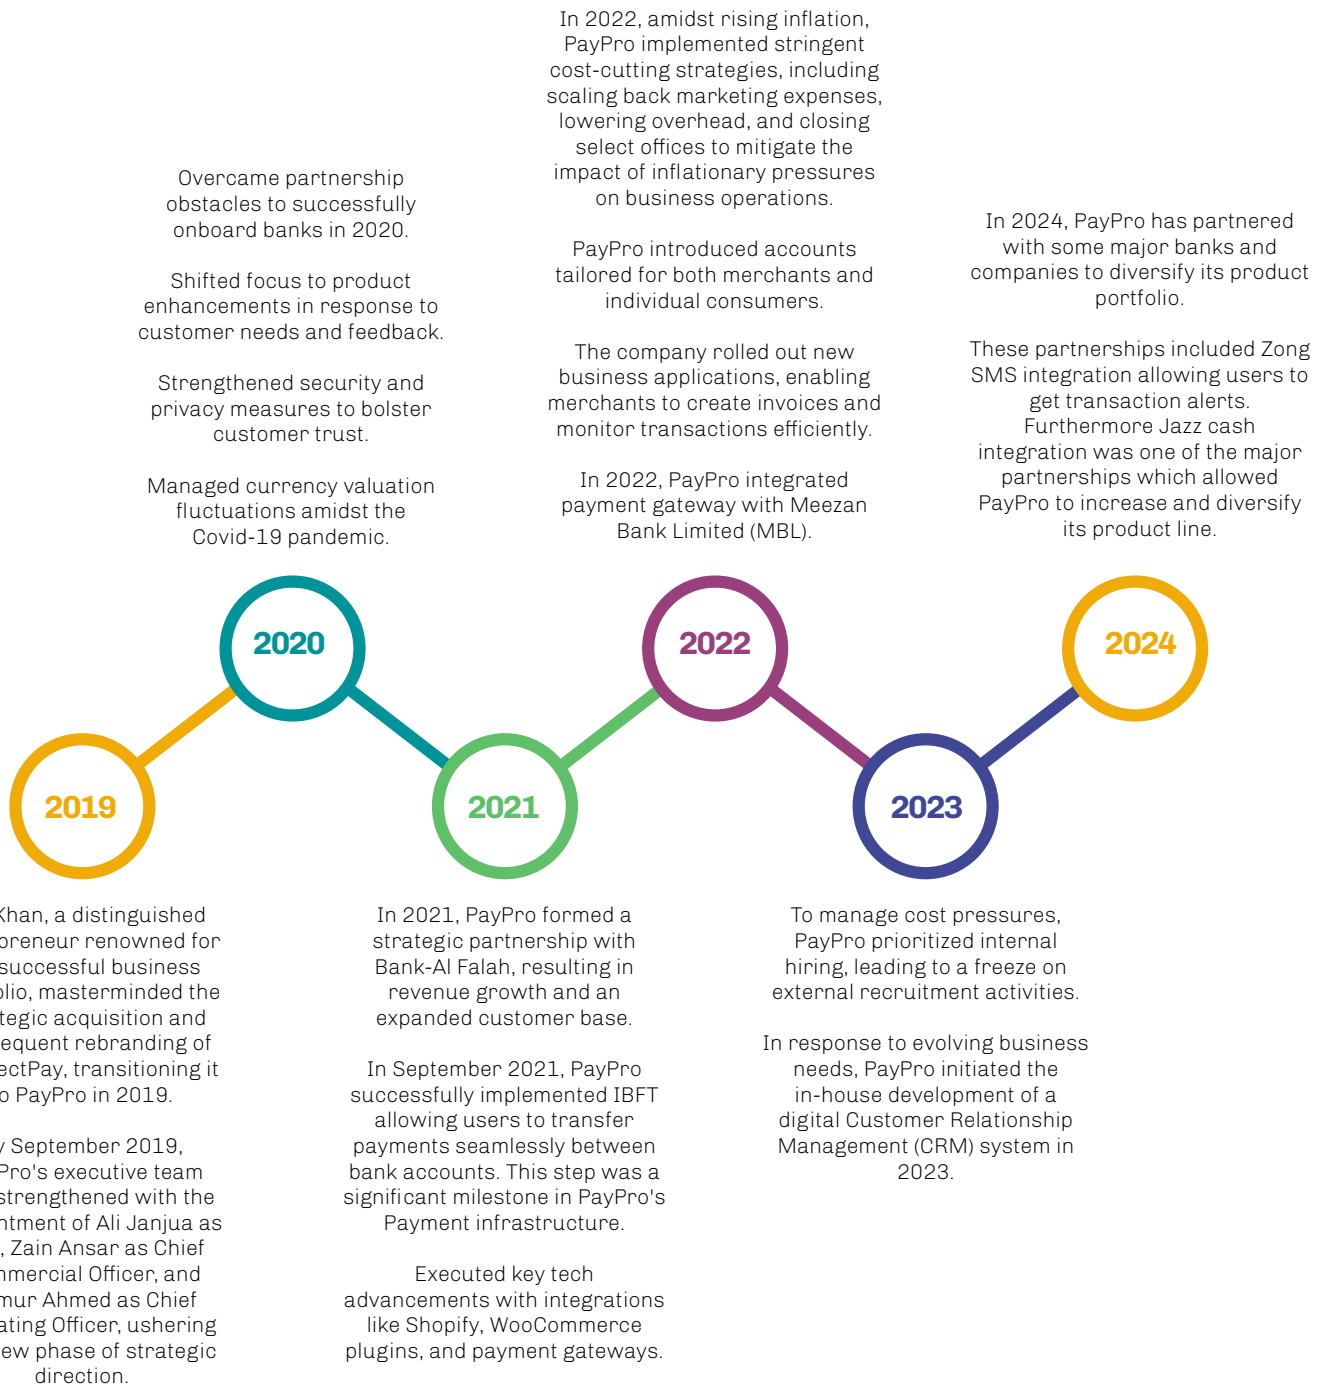 In 2022, amidst rising inflation,
PayPro implemented stringent
cost-cutting strategies, including
scaling back marketing expenses,
lowering overhead, and closing
select offices to mitigate the
impact of inflationary pressures
on business operations.
PayPro introduced accounts
tailored for both merchants and
individual consumers.
The company rolled out new
business applications, enabling
merchants to create invoices and
monitor transactions efficiently.
In 2022, PayPro integrated
payment gateway with Meezan
Bank Limited (MBL).
Overcame partnership
obstacles to successfully
onboard banks in 2020.
Shifted focus to product
enhancements in response to
customer needs and feedback.
Strengthened security and
privacy measures to bolster
customer trust.
Managed currency valuation
fluctuations amidst the
Covid-19 pandemic.
In 2024, PayPro has partnered
with some major banks and
companies to diversify its product
portfolio.
These partnerships included Zong
SMS integration allowing users to
get transaction alerts.
Furthermore Jazz cash
integration was one of the major
partnerships which allowed
PayPro to increase and diversify
its product line.
2020
2022
2024
2019
2021
2023
Khan, a distinguished
preneur renowned for
successful business
olio, masterminded the
tegic acquisition and
equent rebranding of
ectPay, transitioning it
o PayPro in 2019.
y September 2019,
Pro's executive team
strengthened with the
ntment of Ali Janjua as
, Zain Ansar as Chief
mmercial Officer, and
mur Ahmed as Chief
ating Officer, ushering
ew phase of strategic
direction.
In 2021, PayPro formed a
strategic partnership with
Bank-Al Falah, resulting in
revenue growth and an
expanded customer base.
In September 2021, PayPro
successfully implemented IBFT
allowing users to transfer
payments seamlessly between
bank accounts. This step was a
significant milestone in PayPro's
Payment infrastructure.
Executed key tech
advancements with integrations
like Shopify, WooCommerce
plugins, and payment gateways.
To manage cost pressures,
PayPro prioritized internal
hiring, leading to a freeze on
external recruitment activities.
In response to evolving business
needs, PayPro initiated the
in-house development of a
digital Customer Relationship
Management (CRM) system in
2023.